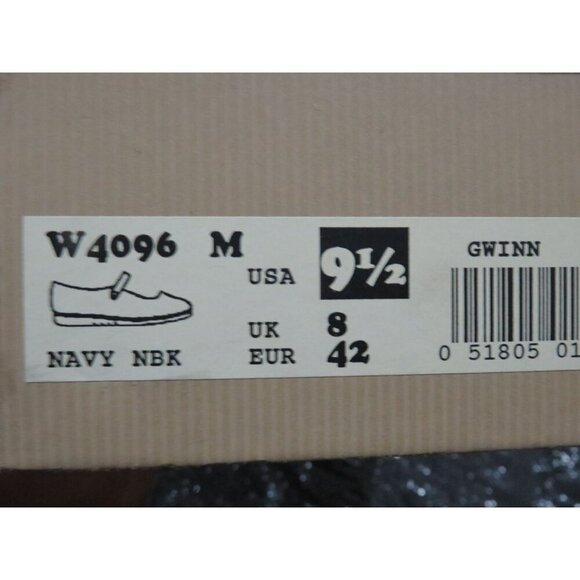 W4096 M
USA 9½
GWINN
UK 8
NAVY NBK
EUR 42
0 51805 01